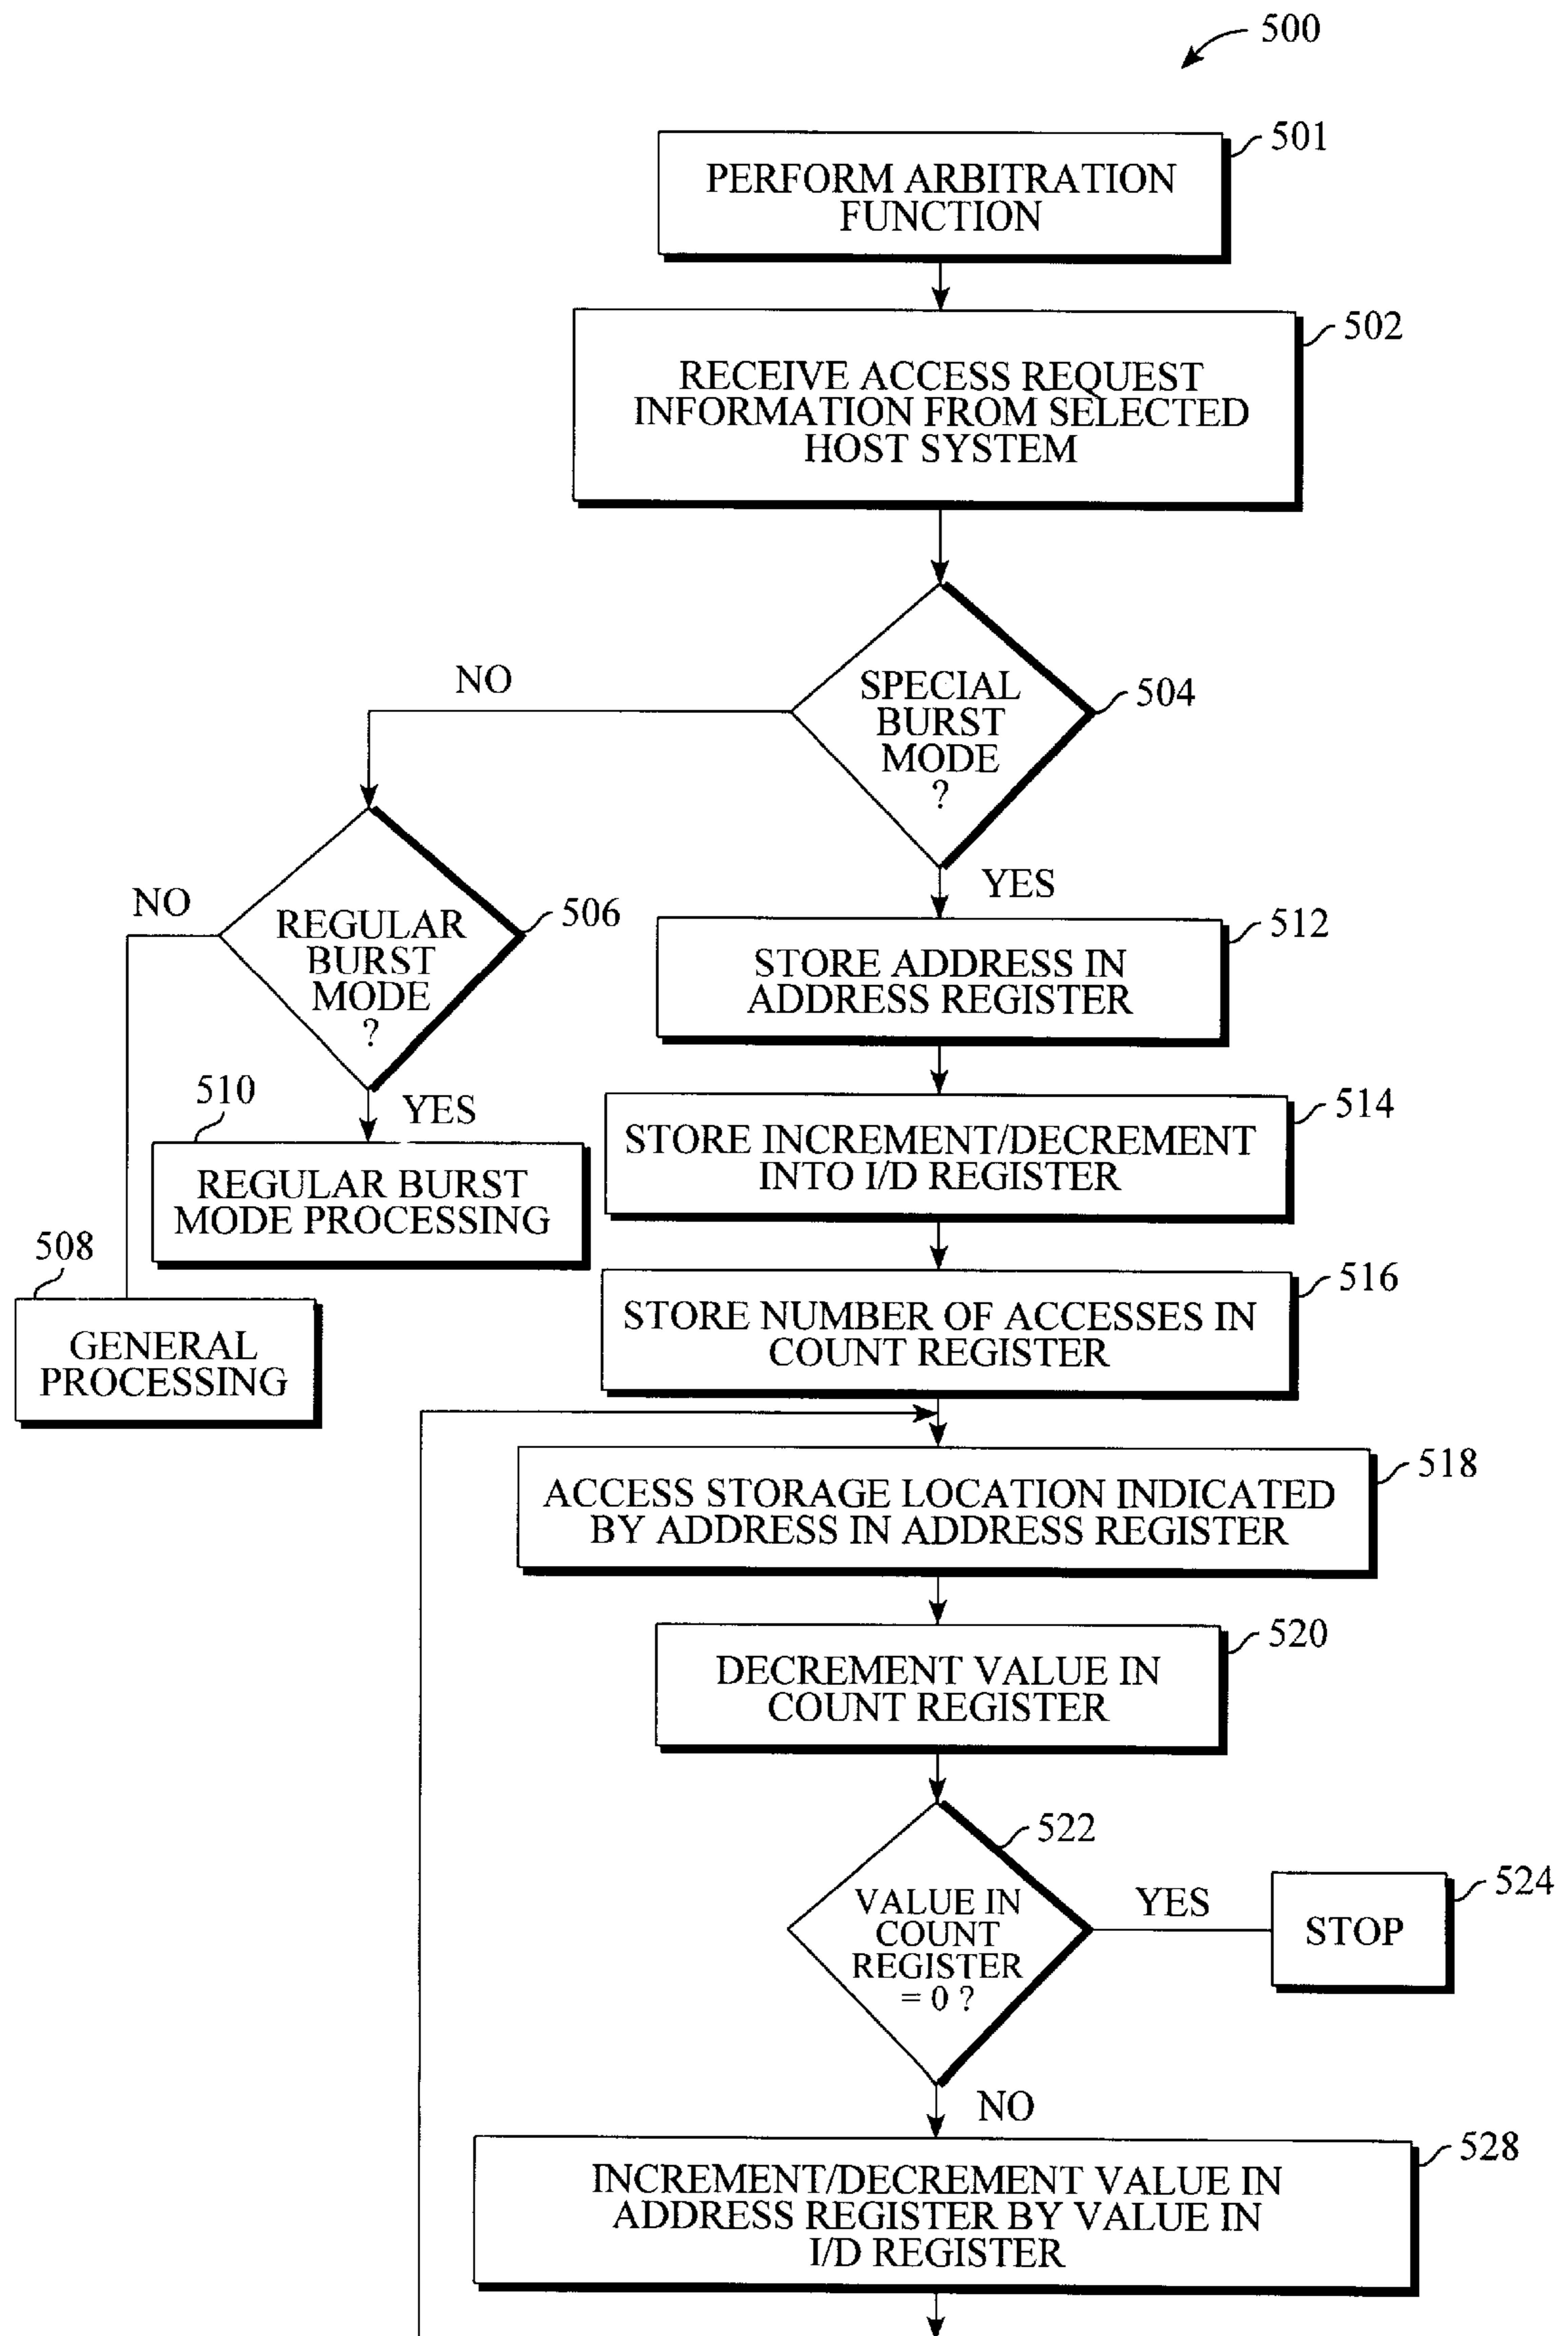 500
501
PERFORM ARBITRATION
FUNCTION
502
RECEIVE ACCESS REQUEST
INFORMATION FROM SELECTED
HOST SYSTEM
NO
SPECIAL
BURST
MODE
?
504
YES
NO
REGULAR
BURST
MODE
?
506
512
STORE ADDRESS IN
ADDRESS REGISTER
510
YES
REGULAR BURST
MODE PROCESSING
514
STORE INCREMENT/DECREMENT
INTO I/D REGISTER
508
GENERAL
PROCESSING
516
STORE NUMBER OF ACCESSES IN
COUNT REGISTER
518
ACCESS STORAGE LOCATION INDICATED
BY ADDRESS IN ADDRESS REGISTER
520
DECREMENT VALUE IN
COUNT REGISTER
522
VALUE IN
COUNT
REGISTER
= 0 ?
YES
524
STOP
NO
528
INCREMENT/DECREMENT VALUE IN
ADDRESS REGISTER BY VALUE IN
I/D REGISTER